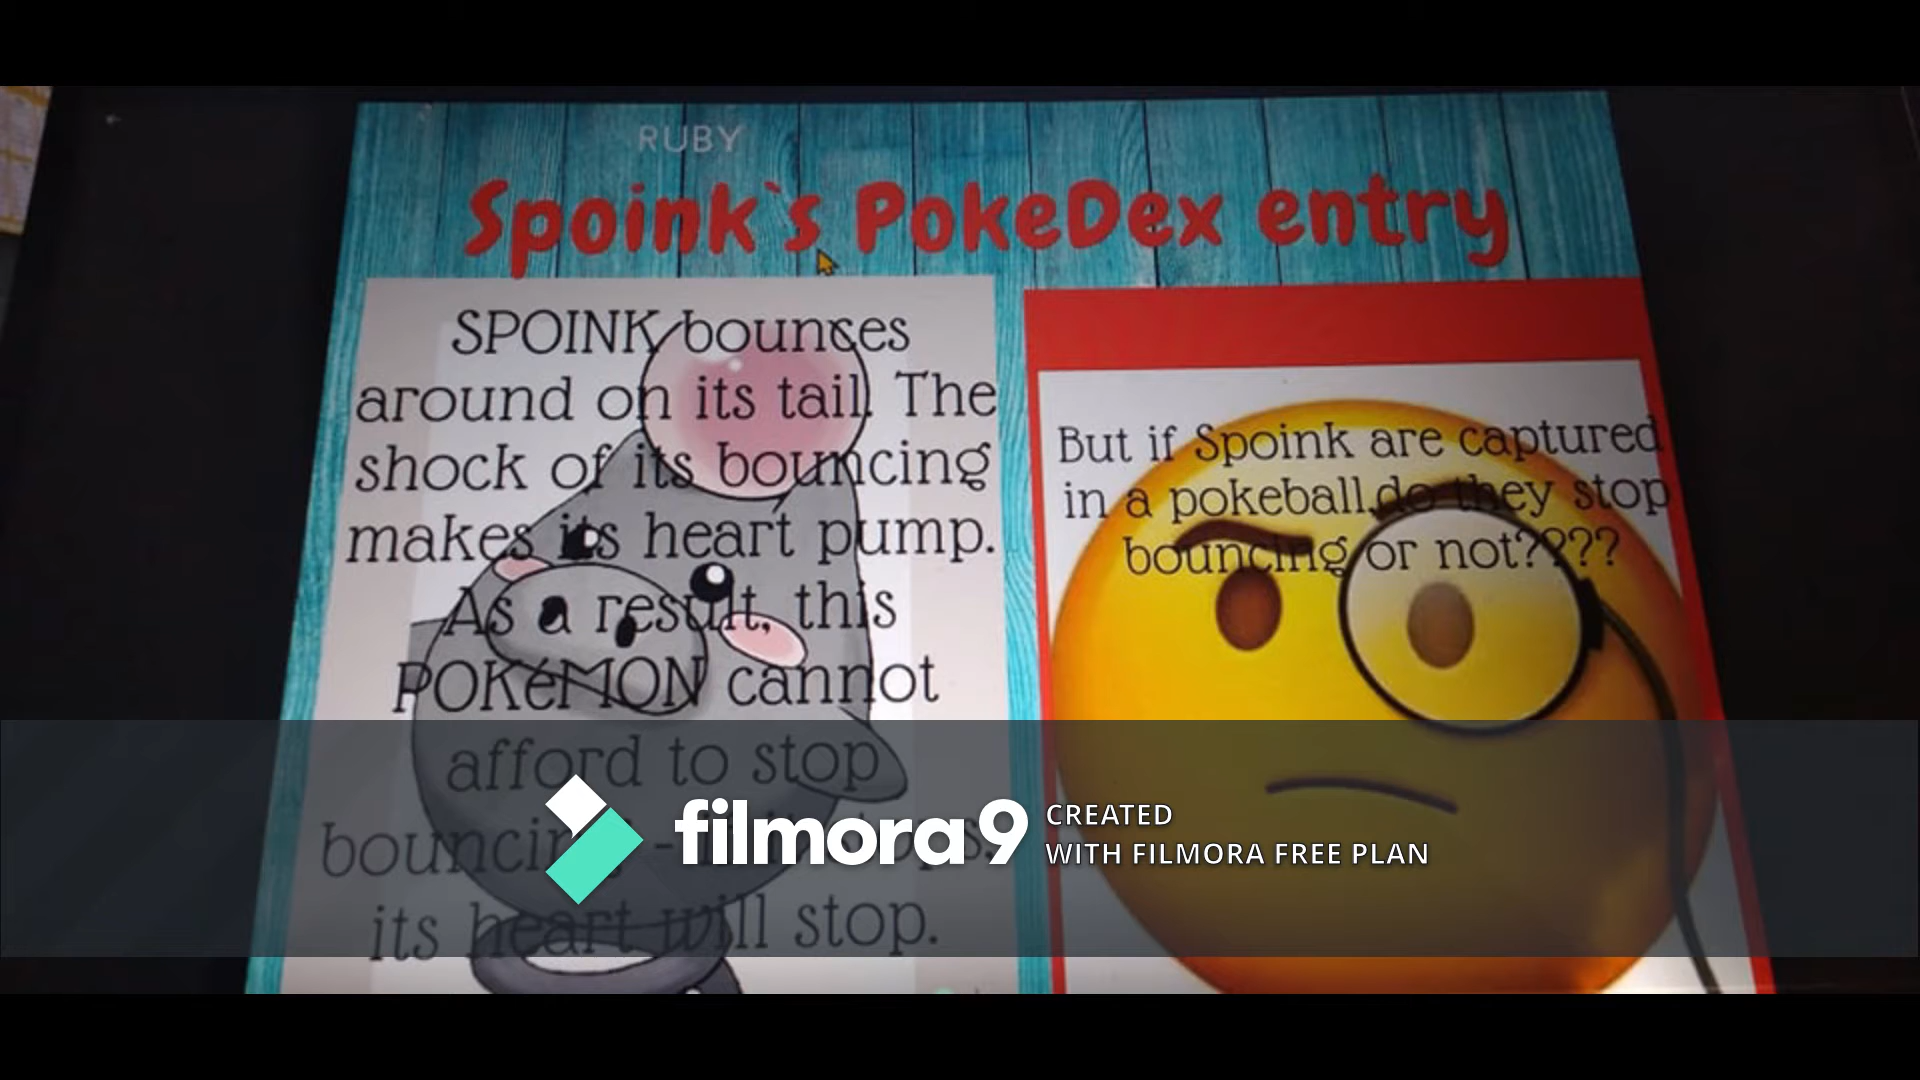 RUBY
Spoink`s PokeDex entry
SPOINK bounces
around on its tail. The
shock of its bouncing
makes its heart pump.
As a result, this
POKéMON cannot
afford to stop
its heart will stop.
But if Spoink are captured
in a pokeball,do they stop
bouncing or not????
filmora9
CREATED
WITH FILMORA FREE PLAN